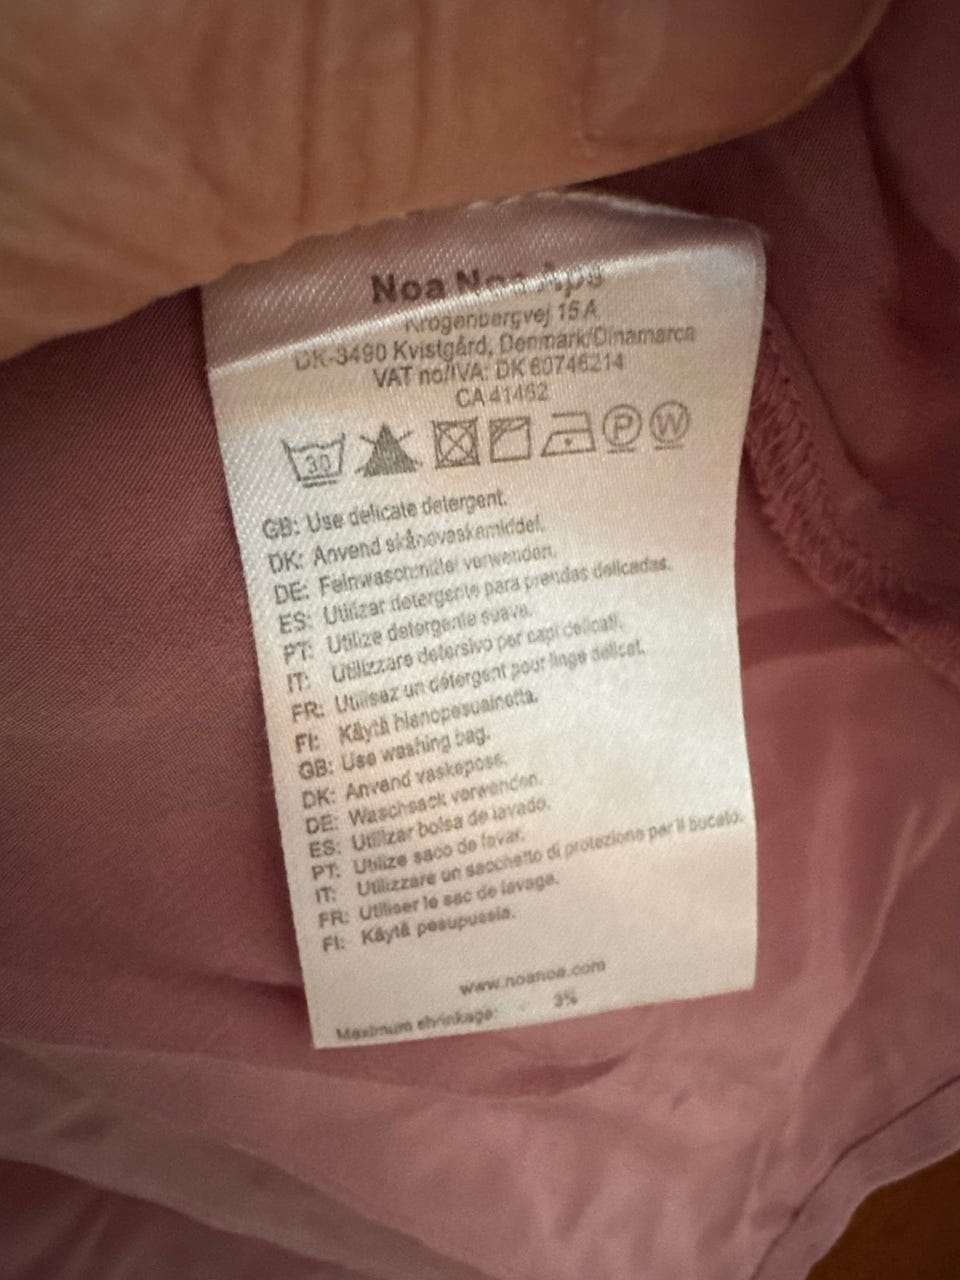 Noa Noa Aps
Krogenbergvej 15 A
DK-3490 Kvistgård, Denmark/Dinamarca
VAT no/IVA: DK 60746214
CA 41462
30 P W
GB: Use delicate detergent.
DK: Anvend skånevaskemiddel.
DE: Feinwaschmittel verwenden.
ES: Utilizar detergente para prendas delicadas.
PT: Utilize detergente suave.
IT: Utilizzare detersivo per capi delicati.
FR: Utilisez un détergent pour linge délicat.
FI: Käytä hienopesuainetta.
GB: Use washing bag.
DK: Anvend vaskepose.
DE: Waschsack verwenden.
ES: Utilizar bolsa de lavado.
PT: Utilize saco de lavar.
IT: Utilizzare un sacchetto di protezione per il bucato.
FR: Utiliser le sac de lavage.
FI: Käytä pesupussia.
www.noanoa.com
Maximum shrinkage: 3%